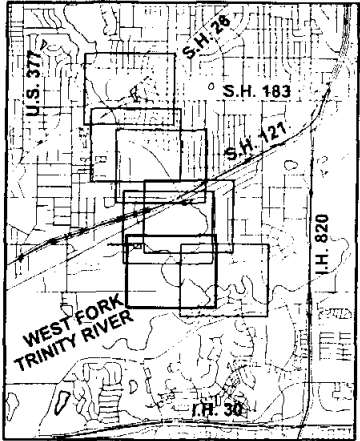 S.H. 26
U.S. 377
S.H. 183
S.H. 121
I.H. 820
WEST FORK
TRINITY RIVER
I.H. 30